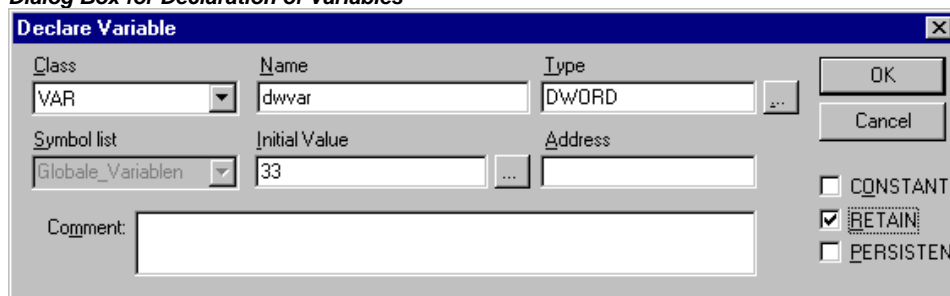 Dialog Box for Declaration of Variables
Declare Variable
Class Name Type
VAR dwvar DWORD ... OK
Cancel
Symbol list Initial Value Address
Globale_Variablen 33 ...
CONSTANT
Comment: RETAIN
PERSISTEN